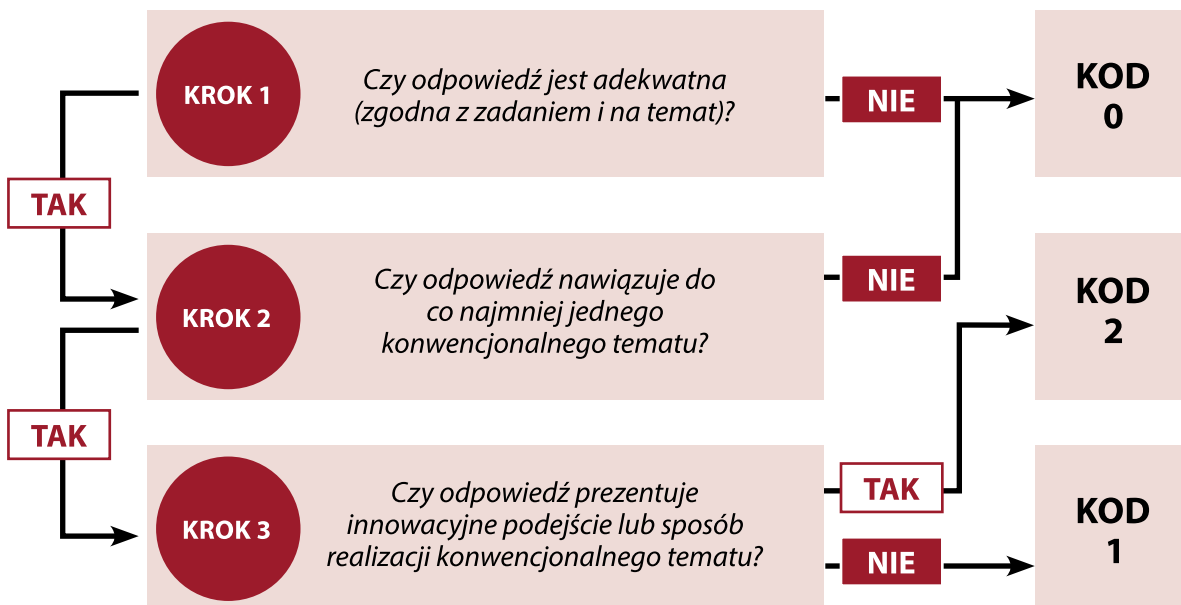 KROK 1
Czy odpowiedź jest adekwatna
(zgodna z zadaniem i na temat)?
NIE
KOD
0
TAK
KROK 2
Czy odpowiedź nawiązuje do
co najmniej jednego
konwencjonalnego tematu?
NIE
KOD
2
TAK
KROK 3
Czy odpowiedź prezentuje
innowacyjne podejście lub sposób
realizacji konwencjonalnego tematu?
TAK
NIE
KOD
1